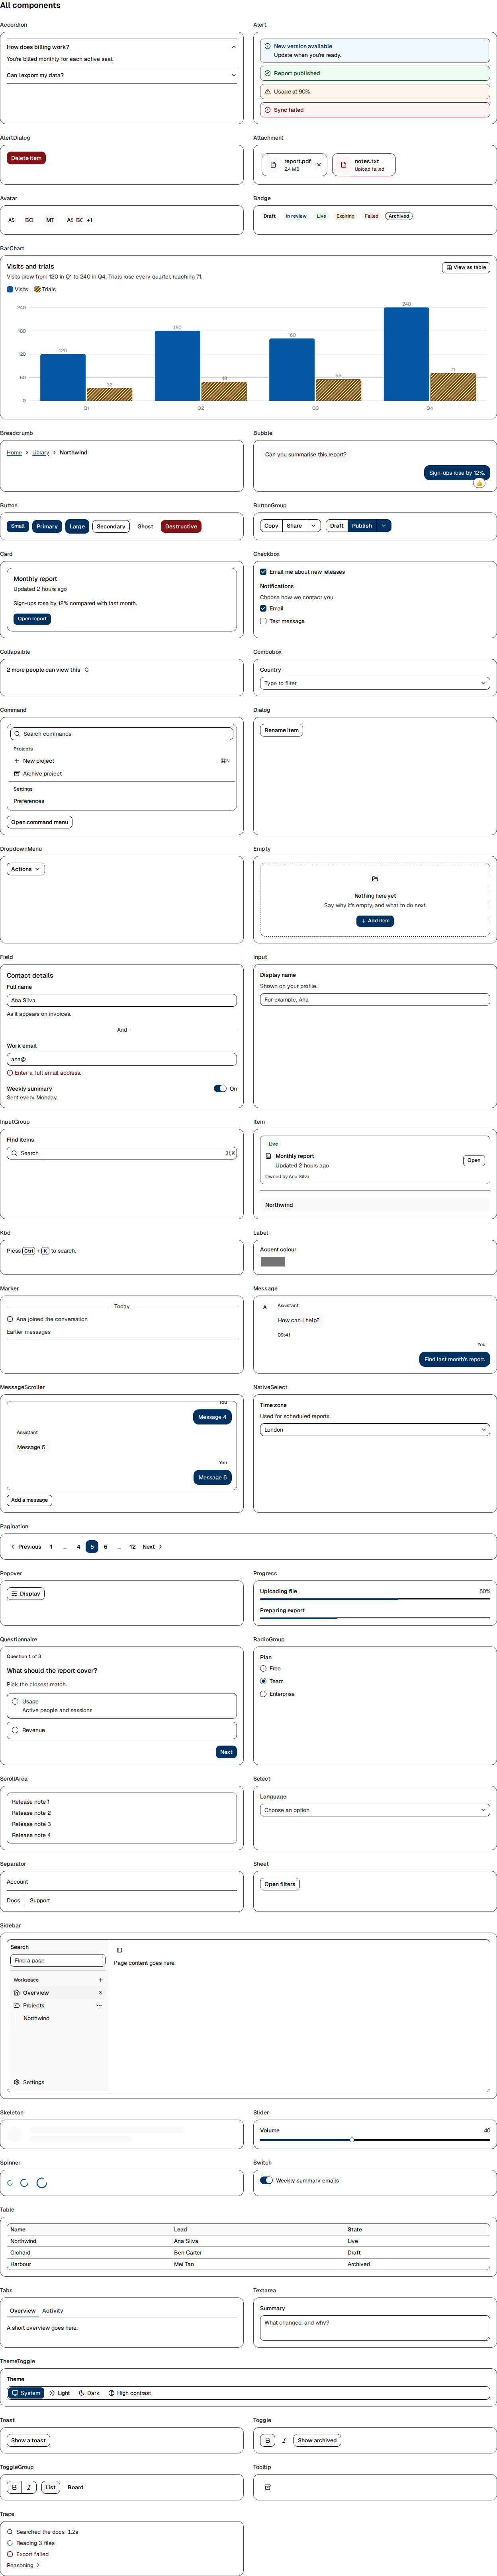 All components
Accordion
How does billing work?
You're billed monthly for each active seat.
Can I export my data?
Alert
New version available
Update when you're ready.
Report published
Usage at 90%
Sync failed
AlertDialog
Delete item
Attachment
report.pdf
2.4 MB
notes.txt
Upload failed
Avatar
AS BC MT +1
Badge
Draft In review Live Expiring Failed Archived
BarChart
Visits and trials
Visits grew from 120 in Q1 to 240 in Q4. Trials rose every quarter, reaching 71.
View as table
Visits Trials
240
180
120
60
0
120 32 180 48 160 55 240 71
Q1 Q2 Q3 Q4
Breadcrumb
Home Library Northwind
Bubble
Can you summarise this report?
Sign-ups rose by 12%.
Button
Small Primary Large Secondary Ghost Destructive
ButtonGroup
Copy Share Draft Publish
Card
Monthly report
Updated 2 hours ago
Sign-ups rose by 12% compared with last month.
Open report
Checkbox
Email me about new releases
Notifications
Choose how we contact you.
Email
Text message
Collapsible
2 more people can view this
Combobox
Country
Type to filter
Command
Search commands
Projects
New project ⌘N
Archive project
Settings
Preferences
Open command menu
Dialog
Rename item
DropdownMenu
Actions
Empty
Nothing here yet
Say why it's empty, and what to do next.
Add item
Field
Contact details
Full name
Ana Silva
As it appears on invoices.
And
Work email
ana@
Enter a full email address.
Weekly summary
On
Sent every Monday.
Input
Display name
Shown on your profile.
For example, Ana
InputGroup
Find items
Search ⌘K
Item
Live
Monthly report
Updated 2 hours ago
Open
Owned by Ana Silva
Northwind
Kbd
Press Ctrl + K to search.
Label
Accent colour
Marker
Today
Ana joined the conversation
Earlier messages
Message
A
Assistant
How can I help?
09:41
You
Find last month's report.
MessageScroller
You
Message 4
Assistant
Message 5
You
Message 6
Add a message
NativeSelect
Time zone
Used for scheduled reports.
London
Pagination
Previous 1 … 4 5 6 … 12 Next
Popover
Display
Progress
Uploading file 60%
Preparing export
Questionnaire
Question 1 of 3
What should the report cover?
Pick the closest match.
Usage
Active people and sessions
Revenue
Next
RadioGroup
Plan
Free
Team
Enterprise
ScrollArea
Release note 1
Release note 2
Release note 3
Release note 4
Select
Language
Choose an option
Separator
Account
Docs Support
Sheet
Open filters
Sidebar
Search
Find a page
Workspace
Overview 3
Projects
Northwind
Settings
Page content goes here.
Skeleton
Slider
Volume 40
Spinner
Switch
Weekly summary emails
Table
Name Lead State
Northwind Ana Silva Live
Orchard Ben Carter Draft
Harbour Mei Tan Archived
Tabs
Overview Activity
A short overview goes here.
Textarea
Summary
What changed, and why?
ThemeToggle
Theme
System Light Dark High contrast
Toast
Show a toast
Toggle
B I Show archived
ToggleGroup
B I List Board
Tooltip
Trace
Searched the docs 1.2s
Reading 3 files
Export failed
Reasoning